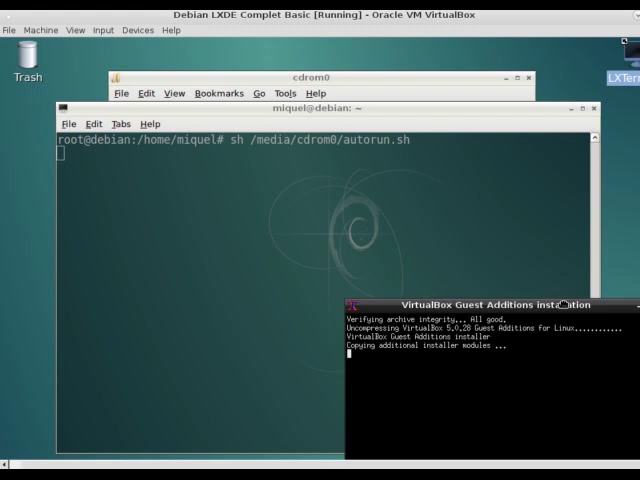 Debian LXDE Complet Basic [Running] - Oracle VM VirtualBox
File Machine View Input Devices Help
Trash
LXTerm
cdrom0
File Edit View Bookmarks Go Tools Help
miquel@debian: ~
File Edit Tabs Help
root@debian:/home/miquel# sh /media/cdrom0/autorun.sh
VirtualBox Guest Additions installation
Verifying archive integrity... All good.
Uncompressing VirtualBox 5.0.28 Guest Additions for Linux............
VirtualBox Guest Additions installer
Copying additional installer modules ...